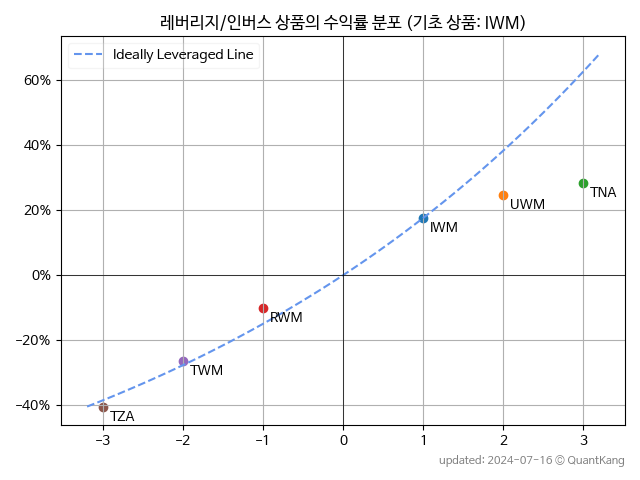 레버리지/인버스 상품의 수익률 분포 (기초 상품: IWM)
Ideally Leveraged Line
60%
40%
20%
0%
−20%
−40%
TNA
UWM
IWM
RWM
TWM
TZA
−3 −2 −1 0 1 2 3
updated: 2024-07-16 © QuantKang